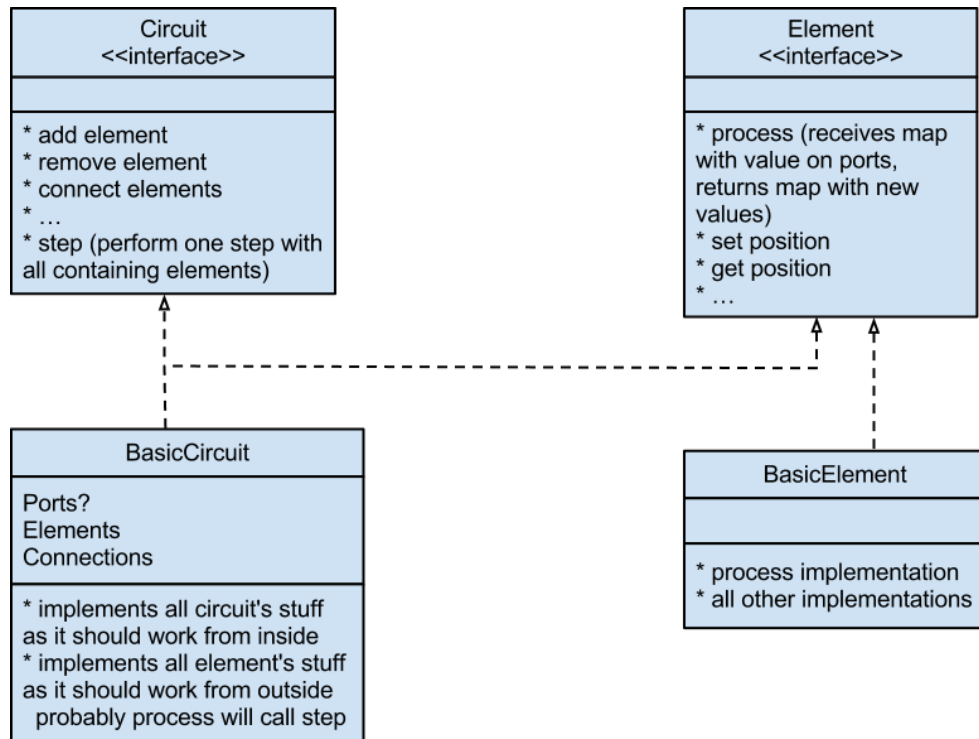 Circuit
<<interface>>
* add element
* remove element
* connect elements
* ...
* step (perform one step with
all containing elements)
Element
<<interface>>
* process (receives map
with value on ports,
returns map with new
values)
* set position
* get position
* ...
BasicCircuit
Ports?
Elements
Connections
* implements all circuit's stuff
as it should work from inside
* implements all element's stuff
as it should work from outside
probably process will call step
BasicElement
* process implementation
* all other implementations